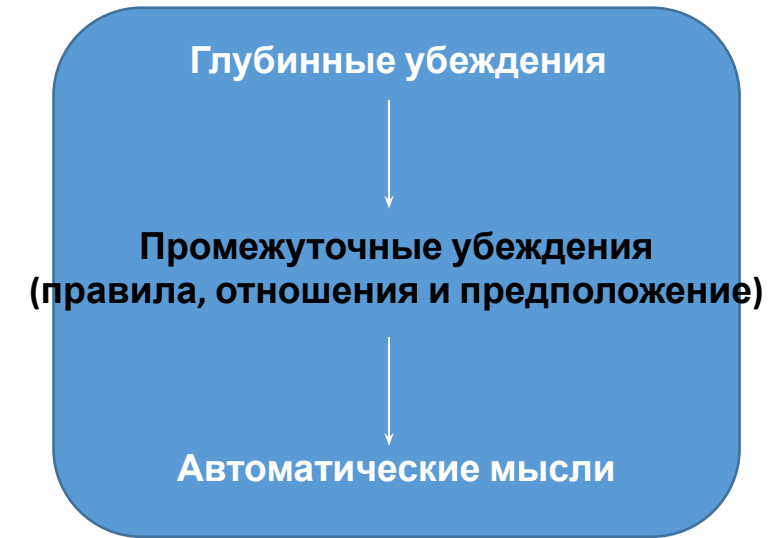 Глубинные убеждения
Промежуточные убеждения
(правила, отношения и предположение)
Автоматические мысли